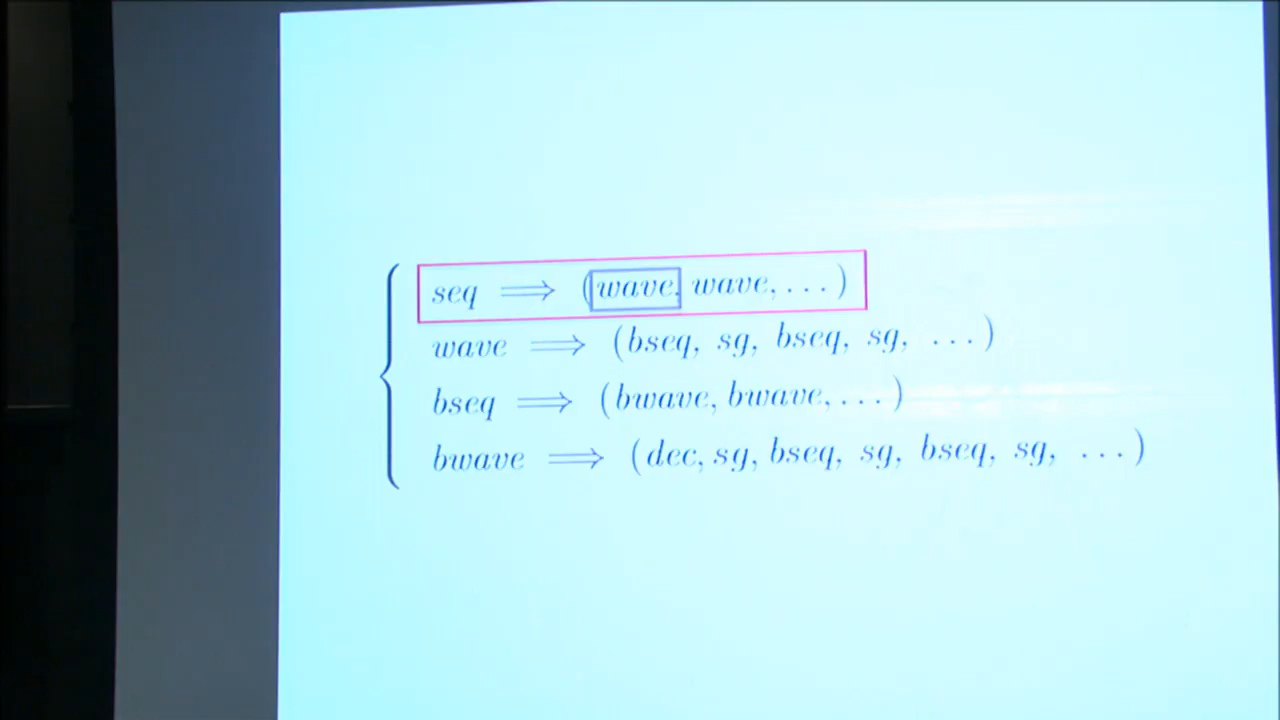 seq ⟹ (wave, wave, . . . )
wave ⟹ (bseq, sg, bseq, sg, . . . )
bseq ⟹ (bwave, bwave, . . . )
bwave ⟹ (dec, sg, bseq, sg, bseq, sg, . . . )